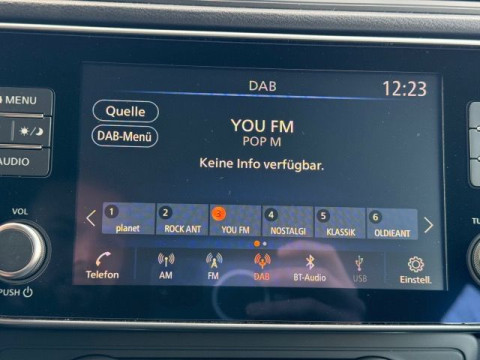 DAB
12:23
MENU
Quelle
YOU FM
DAB-Menü
POP M
AUDIO
Keine Info verfügbar.
1 2 3 4 5 6
planet ROCK ANT YOU FM NOSTALGI KLASSIK OLDIEANT
VOL
Telefon AM FM DAB BT-Audio USB Einstell.
PUSH